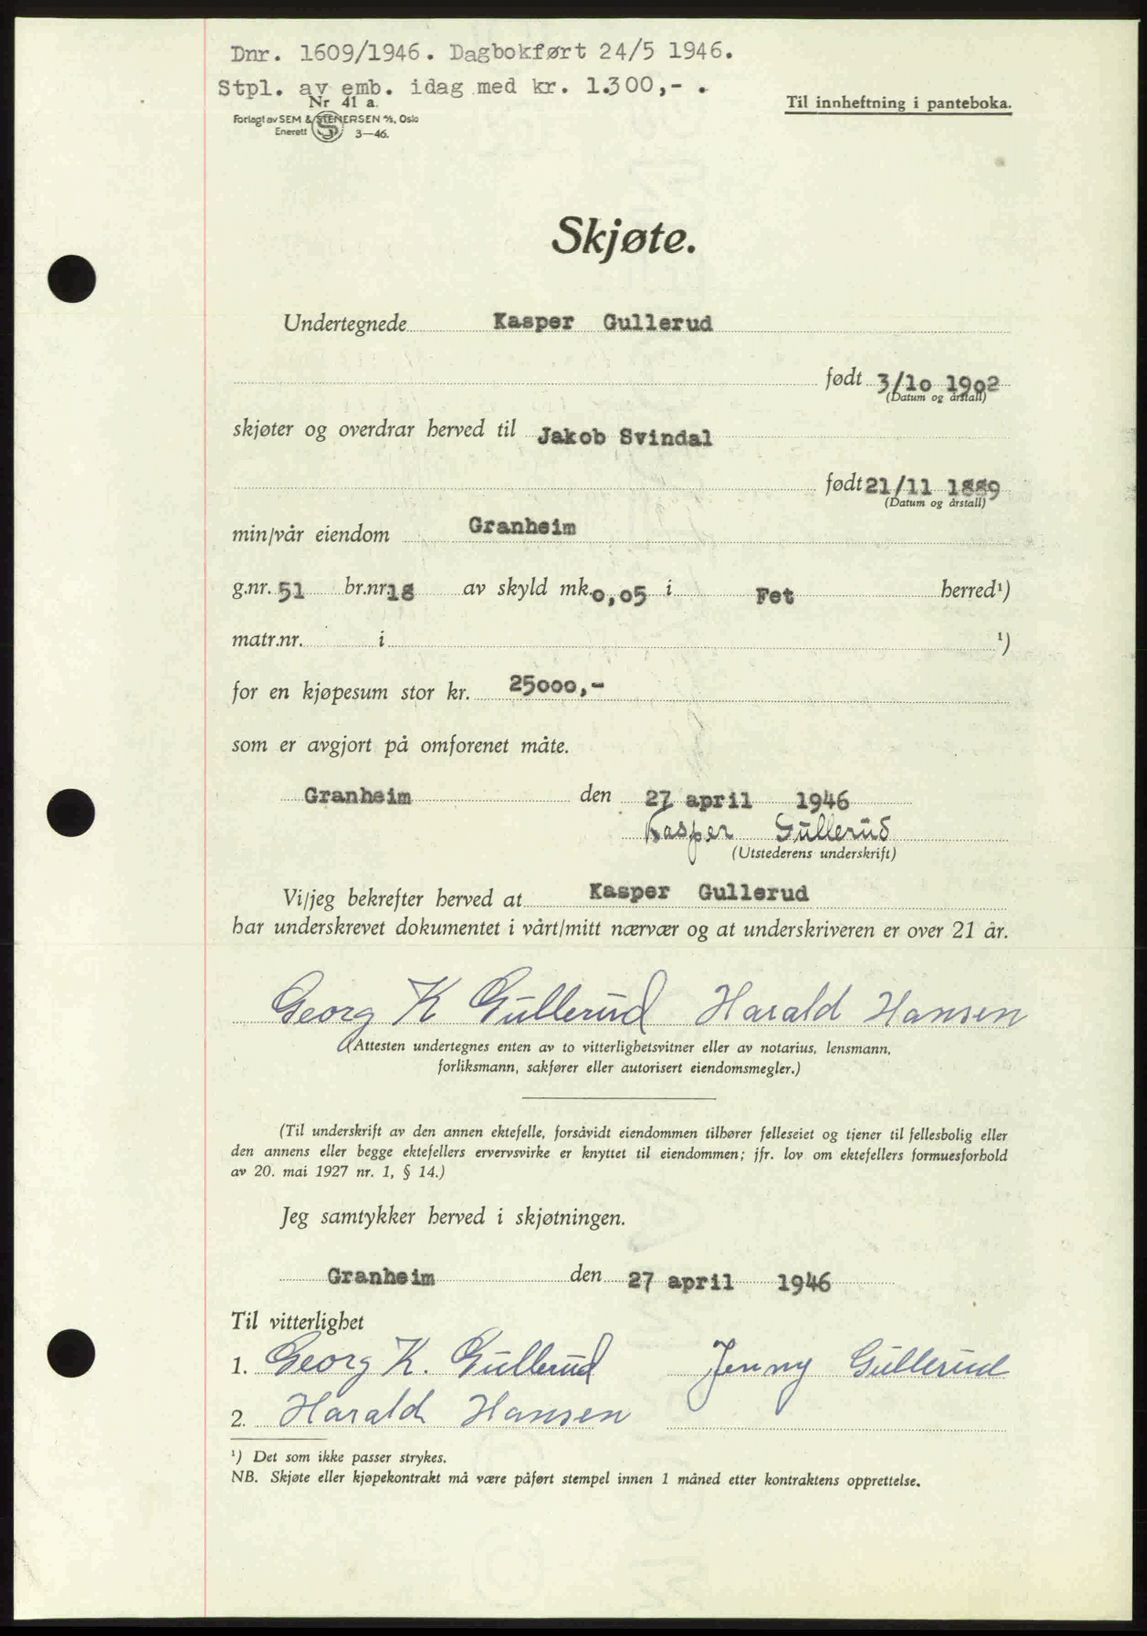 Dnr. 1609/1946. Dagbokført 24/5 1946.
Stpl. av emb. idag med kr. 1.300,- .
Nr 41 a.
Til innheftning i panteboka.
Forlagt av SEM & STENERSEN A/S, Oslo
Enerett 3—46.
Skjøte.
Undertegnede Kasper Gullerud
født 3/10 1902
(Datum og årstall)
skjøter og overdrar herved til Jakob Svindal
født 21/11 1889
(Datum og årstall)
min/vår eiendom Granheim
g.nr. 51 br.nr. 18 av skyld mk. 0,05 i Fet herred¹)
matr.nr. i ¹)
for en kjøpesum stor kr. 25000,-
som er avgjort på omforenet måte.
Granheim den 27 april 1946
Kasper Gullerud
(Utstederens underskrift)
Vi/jeg bekrefter herved at Kasper Gullerud
har underskrevet dokumentet i vårt/mitt nærvær og at underskriveren er over 21 år.
Georg K Gullerud Harald Hansen
(Attesten undertegnes enten av to vitterlighetsvitner eller av notarius, lensmann,
forliksmann, sakfører eller autorisert eiendomsmegler.)
(Til underskrift av den annen ektefelle, forsåvidt eiendommen tilhører felleseiet og tjener til fellesbolig eller
den annens eller begge ektefellers ervervsvirke er knyttet til eiendommen; jfr. lov om ektefellers formuesforhold
av 20. mai 1927 nr. 1, § 14.)
Jeg samtykker herved i skjøtningen.
Granheim den 27 april 1946
Til vitterlighet
1. Georg K. Gullerud Jenny Gullerud
2. Harald Hansen
¹) Det som ikke passer strykes.
NB. Skjøte eller kjøpekontrakt må være påført stempel innen 1 måned etter kontraktens opprettelse.